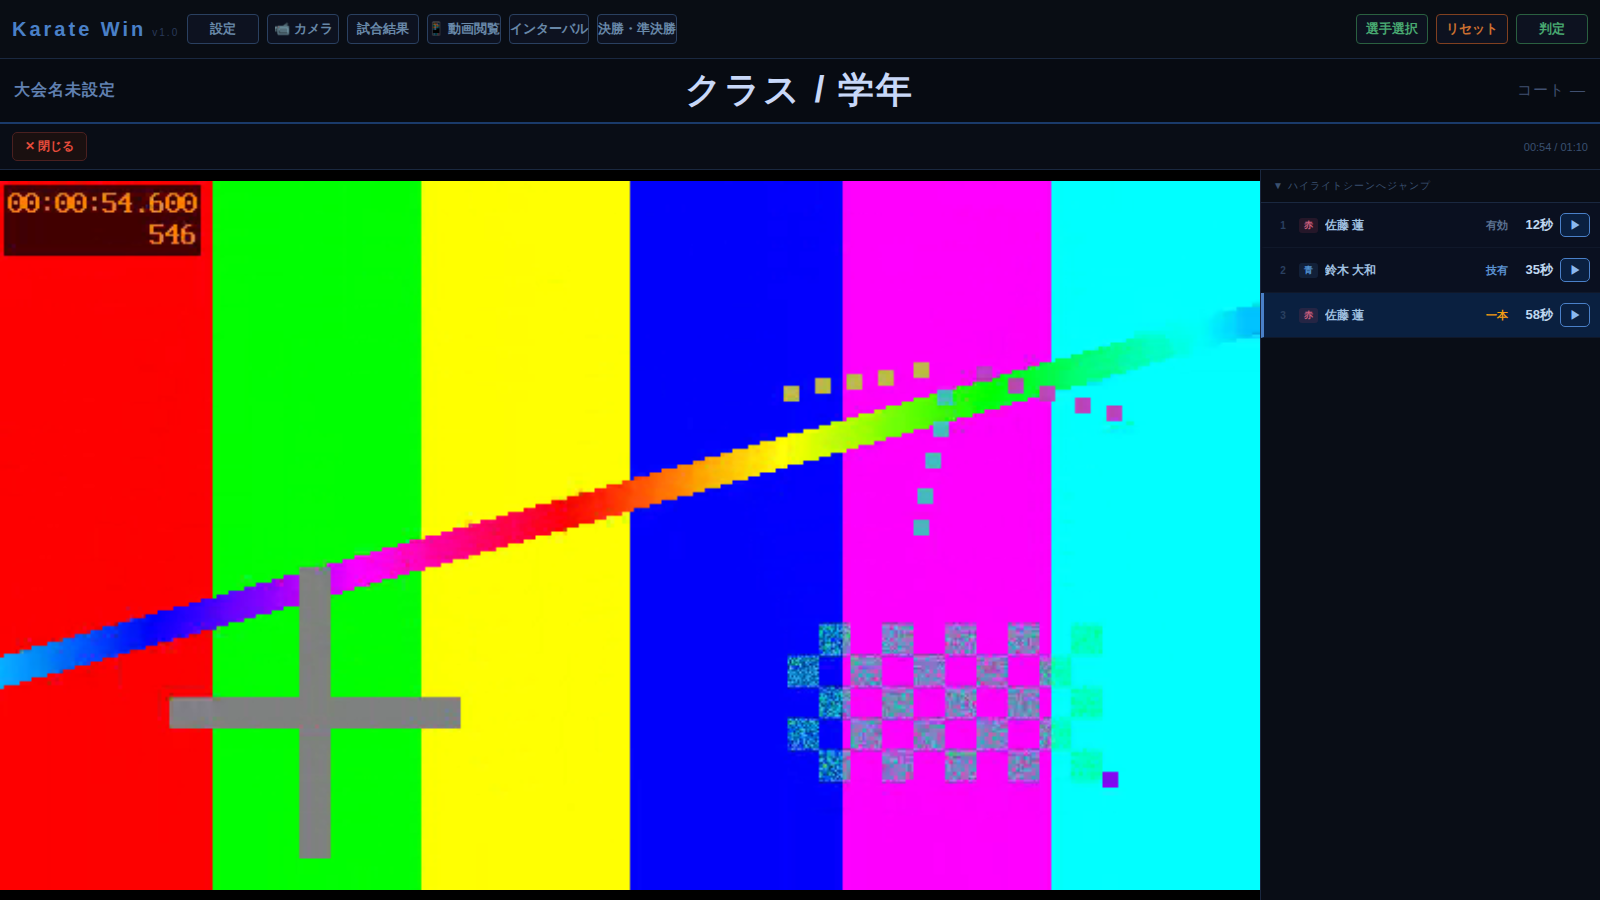 Karate Win v1.0 設定 📹 カメラ 試合結果 📱 動画閲覧 インターバル 決勝・準決勝 選手選択 リセット 判定
大会名未設定 クラス / 学年 コート —
✕ 閉じる 00:54 / 01:10
00:00:54.600
546
▼ ハイライトシーンへジャンプ
1 赤 佐藤 蓮 有効 12秒 ▶
2 青 鈴木 大和 技有 35秒 ▶
3 赤 佐藤 蓮 一本 58秒 ▶